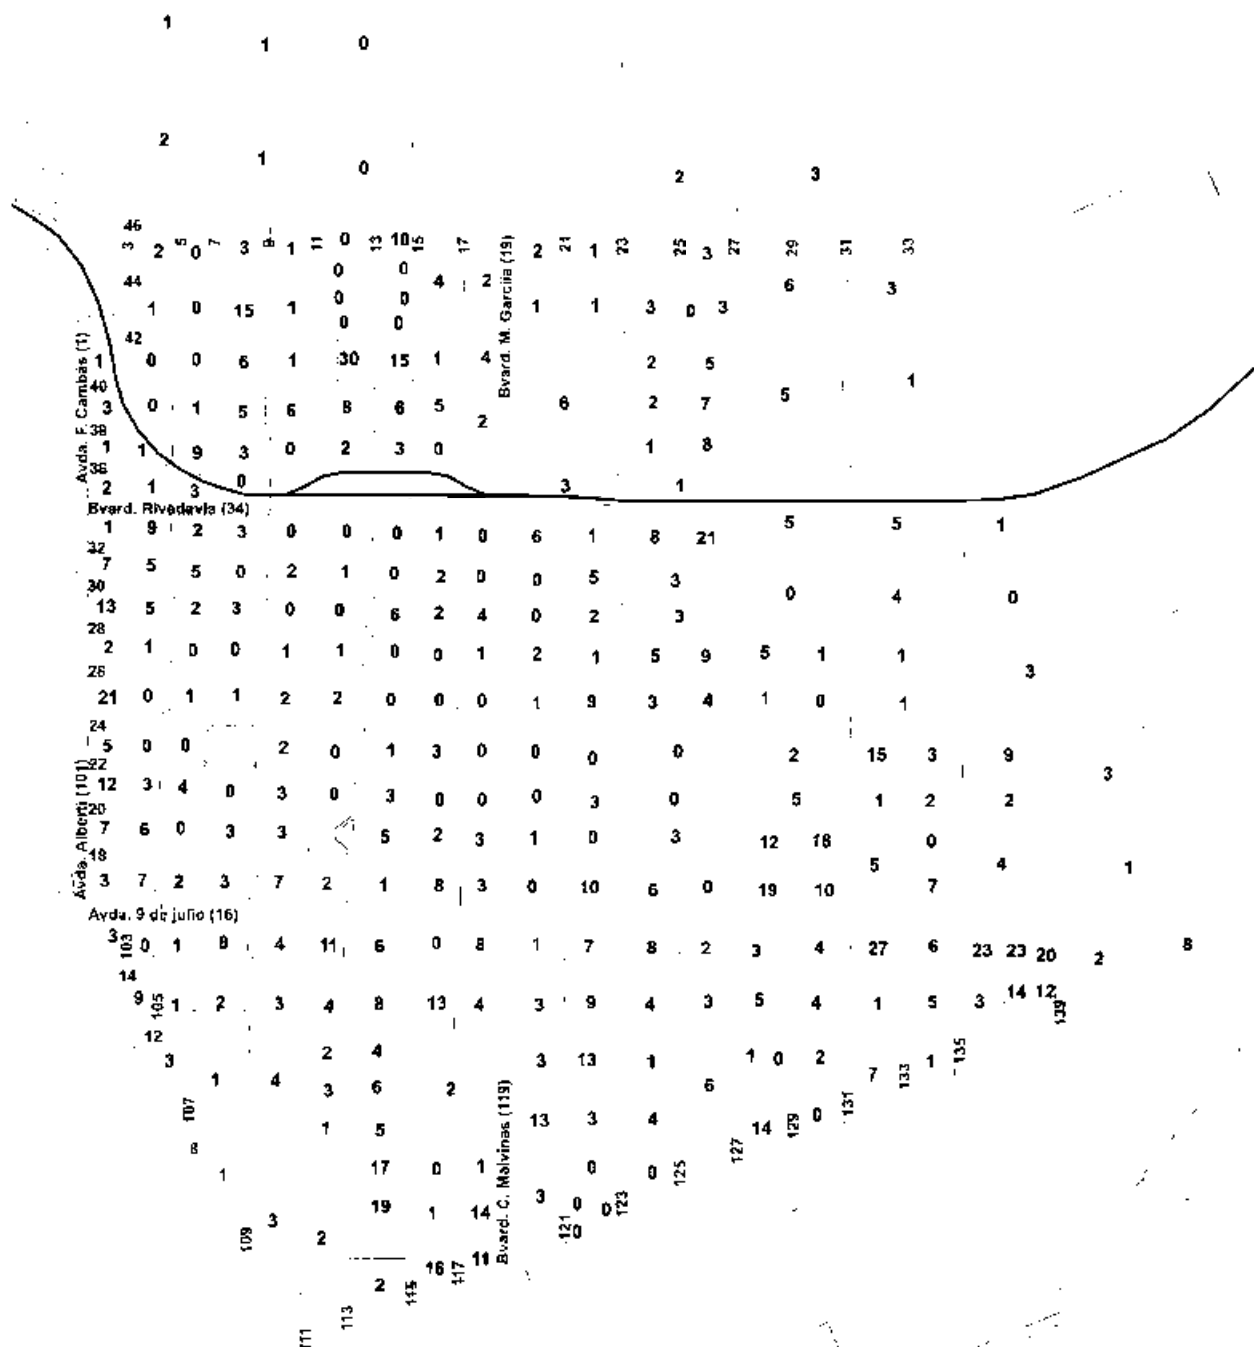 1
1 0
2
1 0
2 3
46
3 5 7 9 11 13 15 17 Bvard. M. Garciia (19) 21 23 25 27 29 31 33
2 0 3 1 0 10 2 1 3
0 0
44 4 2 6 3
1 0 15 1 0 0 1 1 3 0 3
0 0
42
Avda. F. Cambas (1)
1 0 0 6 1 30 15 1 4 2 5
1
40
3 0 1 5 6 8 6 5 2 6 2 7 5
38
1 1 9 3 0 2 3 0 1 8
36
2 1 3 0 3 1
Bvard. Rivadavia (34)
1 9 2 3 0 0 0 1 0 6 1 8 21 5 5 1
32
7 5 5 0 2 1 0 2 0 0 5 3
30
0 4 0
13 5 2 3 0 0 6 2 4 0 2 3
28
2 1 0 0 1 1 0 0 1 2 1 5 9 5 1 1
26
3
21 0 1 1 2 2 0 0 0 1 9 3 4 1 0 1
24
5 0 0 2 0 1 3 0 0 0 0 2 15 3 9
22
3
Avda. Alberti (101)
12 3 4 0 3 0 3 0 0 0 3 0 5 1 2 2
20
7 6 0 3 3 5 2 3 1 0 3 12 18 0
18
5 4 1
3 7 2 3 7 2 1 8 3 0 10 6 0 19 10 7
Avda. 9 de julio (16)
3 103 0 1 8 4 11 6 0 8 1 7 8 2 3 4 27 6 23 23 20 2 8
14
9 105 1 2 3 4 8 13 4 3 9 4 3 5 4 1 5 3 14 12 139
12
3 2 4 3 13 1 1 0 2 1 135
1 4 3 6 2 6 7 133
107 Bvard. C. Malvinas (119)
1 5 13 3 4 14 129 0 131
127
8
1 17 0 1 0 0 125
19 1 14 3 0 0 123
109 3 2 121 0
16 117 11
2 115
113
111